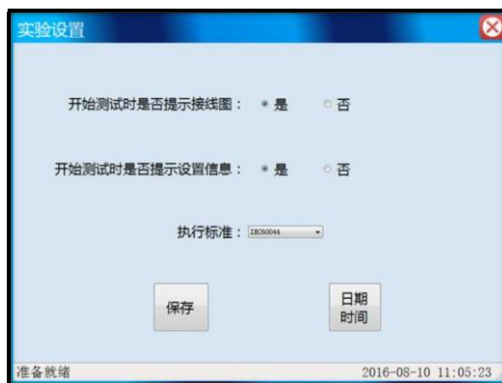 实验设置
开始测试时是否提示接线图： 是 否
开始测试时是否提示设置信息： 是 否
执行标准： IEC60044
保存
日期
时间
准备就绪 2016-08-10 11:05:23